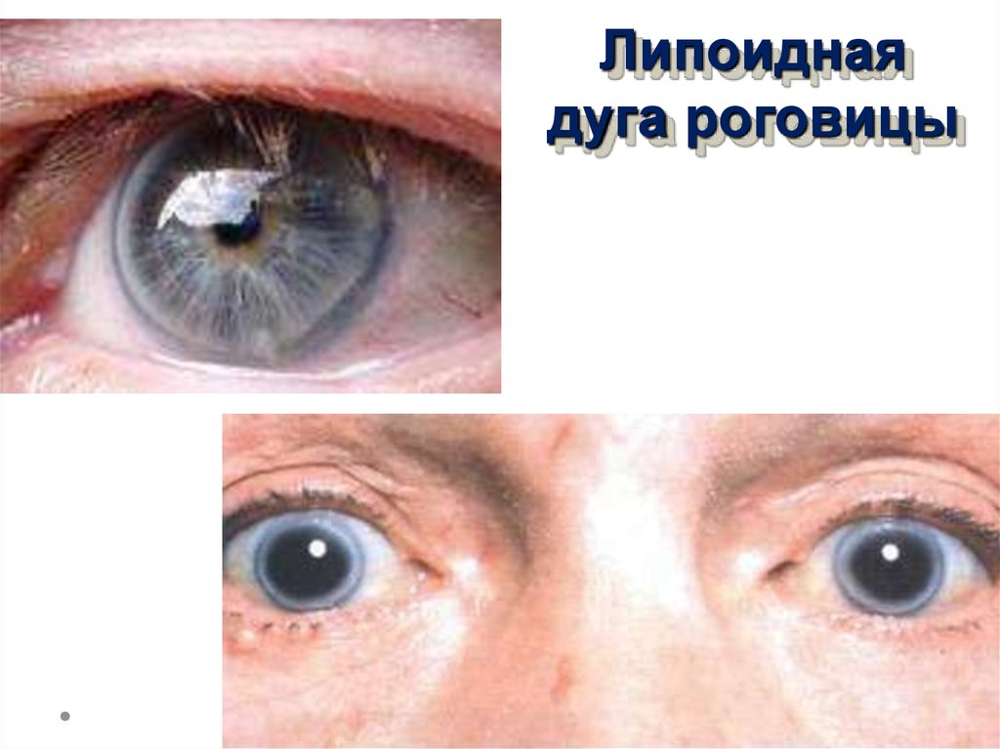 Липоидная
дуга роговицы